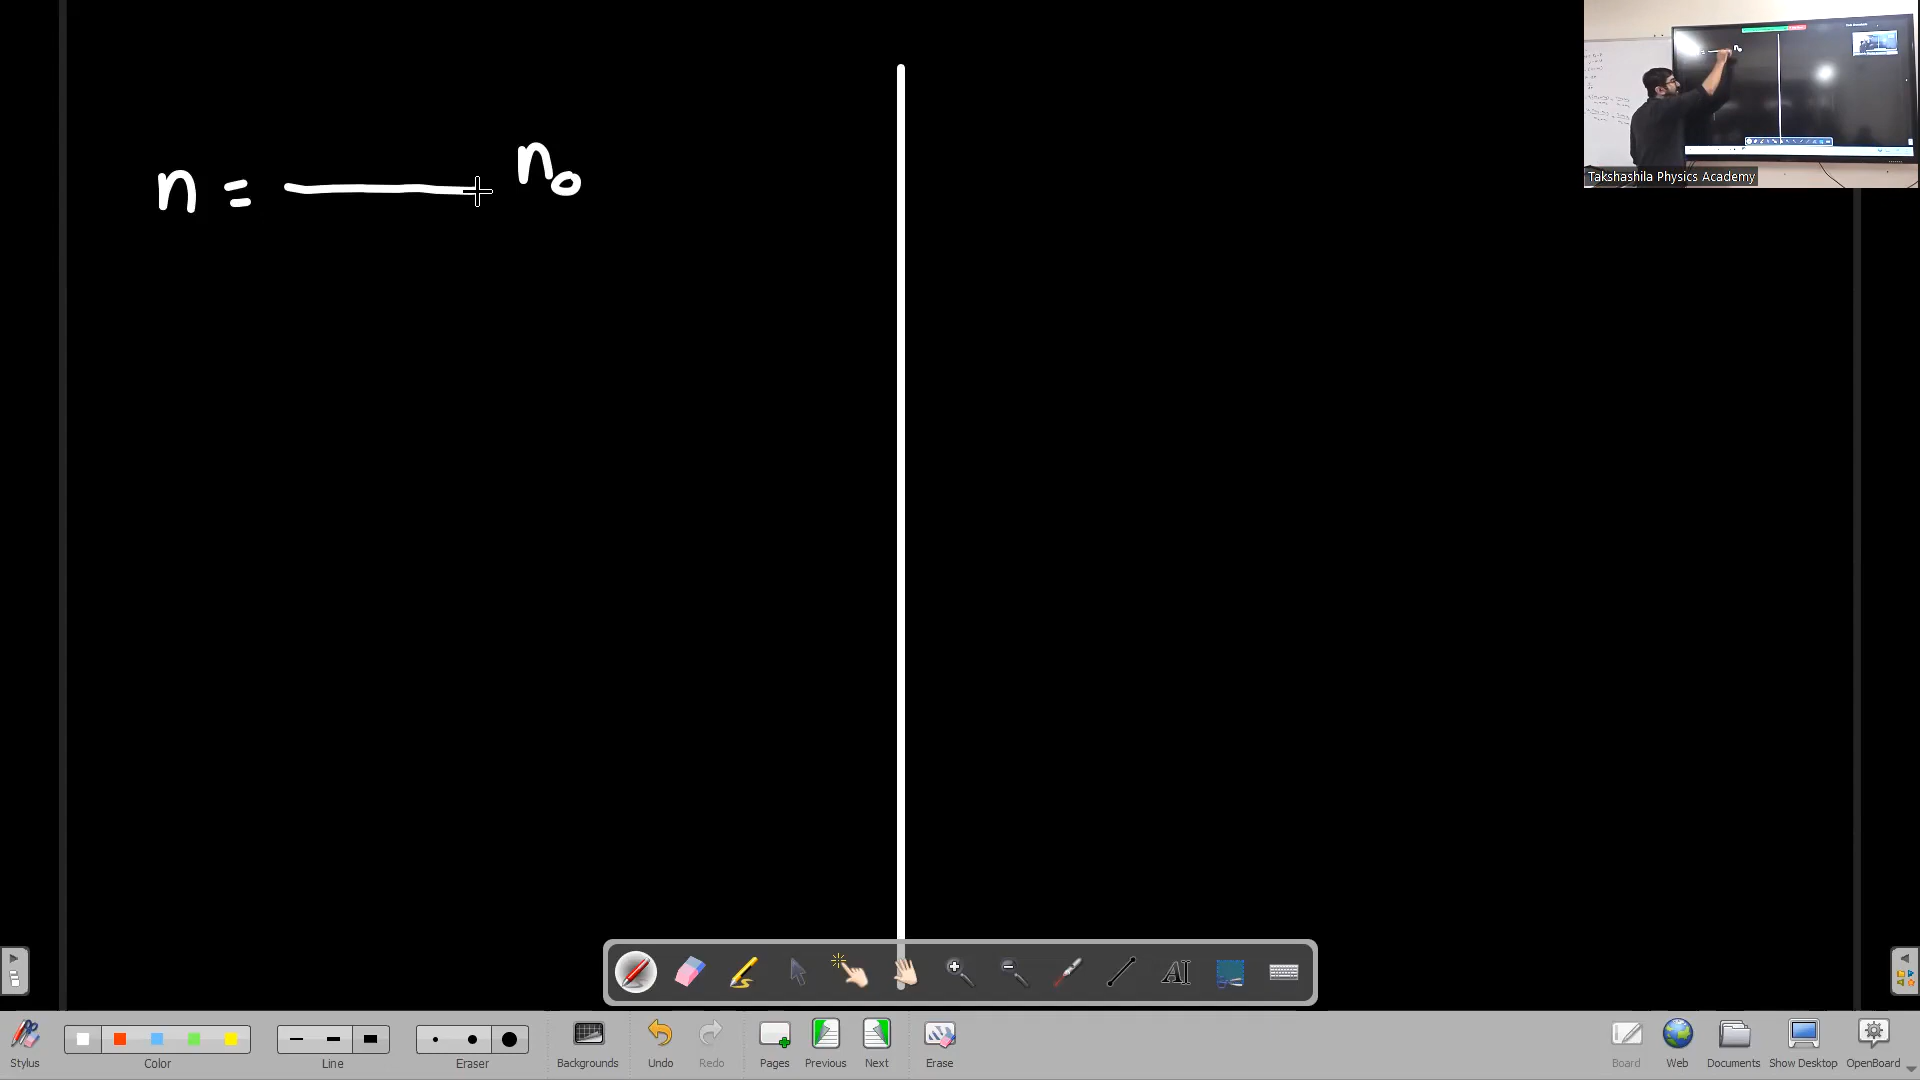 n = ――― n₀
Takshashila Physics Academy
Stylus
Color
Line
Eraser
Backgrounds
Undo
Redo
Pages
Previous
Next
Erase
Board
Web
Documents
Show Desktop
OpenBoard